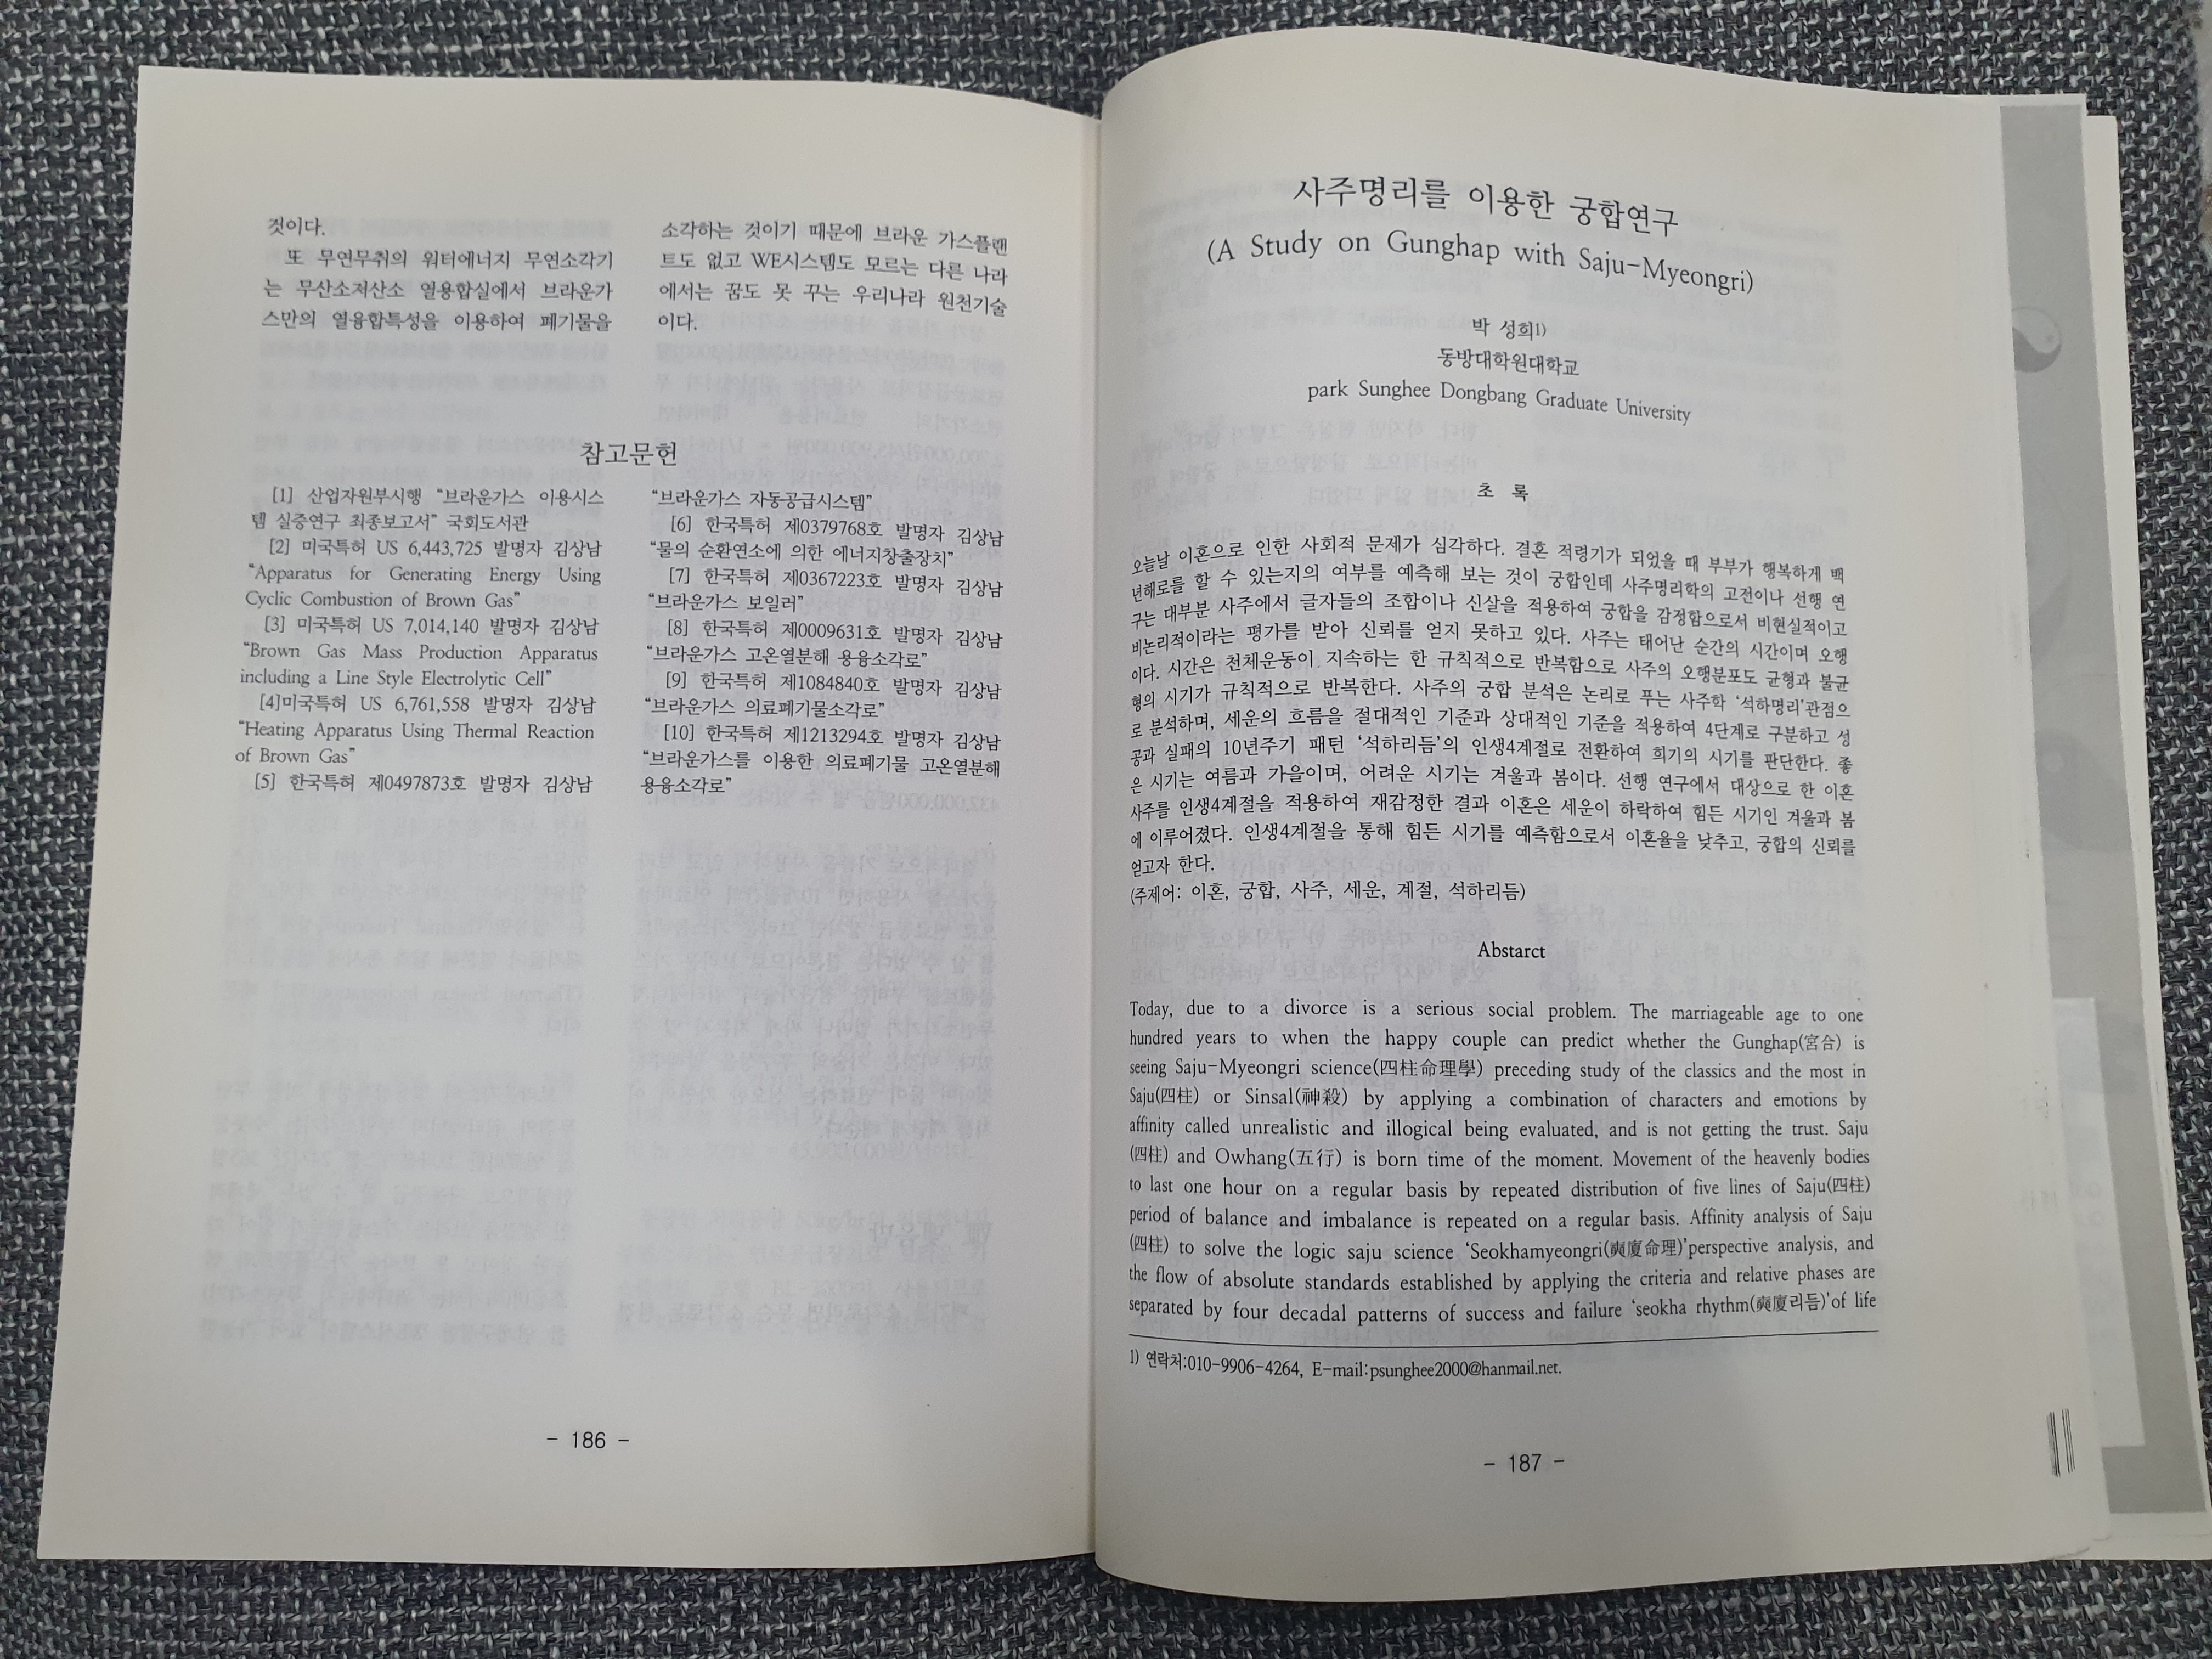 것이다.
또 무연무취의 워터에너지 무연소각기
는 무산소저산소 열용합실에서 브라운가
스만의 열융합특성을 이용하여 폐기물을
소각하는 것이기 때문에 브라운 가스플랜
트도 없고 WE시스템도 모르는 다른 나라
에서는 꿈도 못 꾸는 우리나라 원천기술
이다.
참고문헌
[1] 산업자원부시행 “브라운가스 이용시스
템 실증연구 최종보고서” 국회도서관
[2] 미국특허 US 6,443,725 발명자 김상남
“Apparatus for Generating Energy Using
Cyclic Combustion of Brown Gas”
[3] 미국특허 US 7,014,140 발명자 김상남
“Brown Gas Mass Production Apparatus
including a Line Style Electrolytic Cell”
[4]미국특허 US 6,761,558 발명자 김상남
“Heating Apparatus Using Thermal Reaction
of Brown Gas”
[5] 한국특허 제0497873호 발명자 김상남
“브라운가스 자동공급시스템”
[6] 한국특허 제0379768호 발명자 김상남
“물의 순환연소에 의한 에너지창출장치”
[7] 한국특허 제0367223호 발명자 김상남
“브라운가스 보일러”
[8] 한국특허 제0009631호 발명자 김상남
“브라운가스 고온열분해 용융소각로”
[9] 한국특허 제1084840호 발명자 김상남
“브라운가스 의료폐기물소각로”
[10] 한국특허 제1213294호 발명자 김상남
“브라운가스를 이용한 의료폐기물 고온열분해
용융소각로”
- 186 -
사주명리를 이용한 궁합연구
(A Study on Gunghap with Saju-Myeongri)
박 성희1)
동방대학원대학교
park Sunghee Dongbang Graduate University
초 록
오늘날 이혼으로 인한 사회적 문제가 심각하다. 결혼 적령기가 되었을 때 부부가 행복하게 백
년해로를 할 수 있는지의 여부를 예측해 보는 것이 궁합인데 사주명리학의 고전이나 선행 연
구는 대부분 사주에서 글자들의 조합이나 신살을 적용하여 궁합을 감정함으로서 비현실적이고
비논리적이라는 평가를 받아 신뢰를 얻지 못하고 있다. 사주는 태어난 순간의 시간이며 오행
이다. 시간은 천체운동이 지속하는 한 규칙적으로 반복함으로 사주의 오행분포도 균형과 불균
형의 시기가 규칙적으로 반복한다. 사주의 궁합 분석은 논리로 푸는 사주학 ‘석하명리’관점으
로 분석하며, 세운의 흐름을 절대적인 기준과 상대적인 기준을 적용하여 4단계로 구분하고 성
공과 실패의 10년주기 패턴 ‘석하리듬’의 인생4계절로 전환하여 희기의 시기를 판단한다. 좋
은 시기는 여름과 가을이며, 어려운 시기는 겨울과 봄이다. 선행 연구에서 대상으로 한 이혼
사주를 인생4계절을 적용하여 재감정한 결과 이혼은 세운이 하락하여 힘든 시기인 겨울과 봄
에 이루어졌다. 인생4계절을 통해 힘든 시기를 예측함으로서 이혼율을 낮추고, 궁합의 신뢰를
얻고자 한다.
(주제어: 이혼, 궁합, 사주, 세운, 계절, 석하리듬)
Abstarct
Today, due to a divorce is a serious social problem. The marriageable age to one
hundred years to when the happy couple can predict whether the Gunghap(宮合) is
seeing Saju-Myeongri science(四柱命理學) preceding study of the classics and the most in
Saju(四柱) or Sinsal(神殺) by applying a combination of characters and emotions by
affinity called unrealistic and illogical being evaluated, and is not getting the trust. Saju
(四柱) and Owhang(五行) is born time of the moment. Movement of the heavenly bodies
to last one hour on a regular basis by repeated distribution of five lines of Saju(四柱)
period of balance and imbalance is repeated on a regular basis. Affinity analysis of Saju
(四柱) to solve the logic saju science ‘Seokhamyeongri(奭廈命理)’perspective analysis, and
the flow of absolute standards established by applying the criteria and relative phases are
separated by four decadal patterns of success and failure ‘seokha rhythm(奭廈리듬)’of life
1) 연락처:010-9906-4264, E-mail:psunghee2000@hanmail.net.
- 187 -